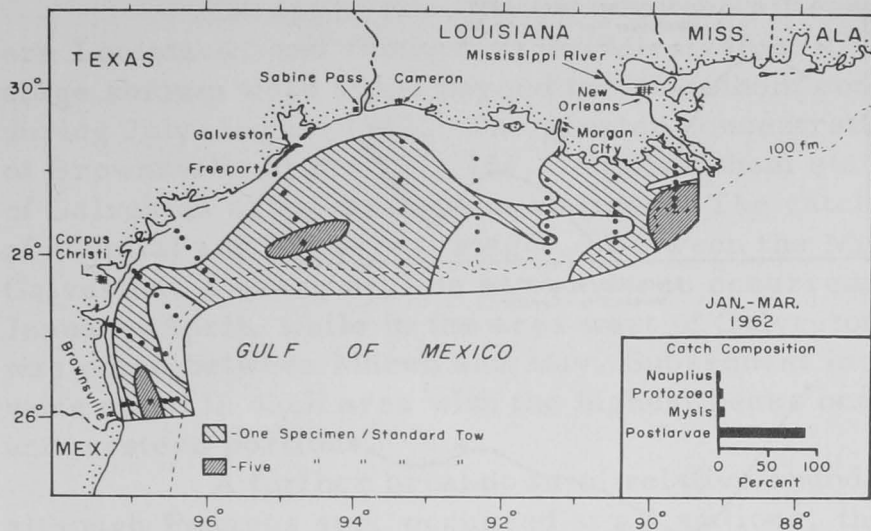 TEXAS
LOUISIANA
MISS.
ALA.
Mississippi River
Sabine Pass
Cameron
30°
New
Orleans
Galveston
Morgan
City
Freeport
100 fm
28°
Corpus
Christi
JAN.-MAR.
1962
GULF OF MEXICO
Brownsville
26°
MEX.
-One Specimen/Standard Tow
-Five " " " "
Catch Composition
Nauplius
Protozoea
Mysis
Postlarvae
0 50 100
Percent
96° 94° 92° 90° 88°